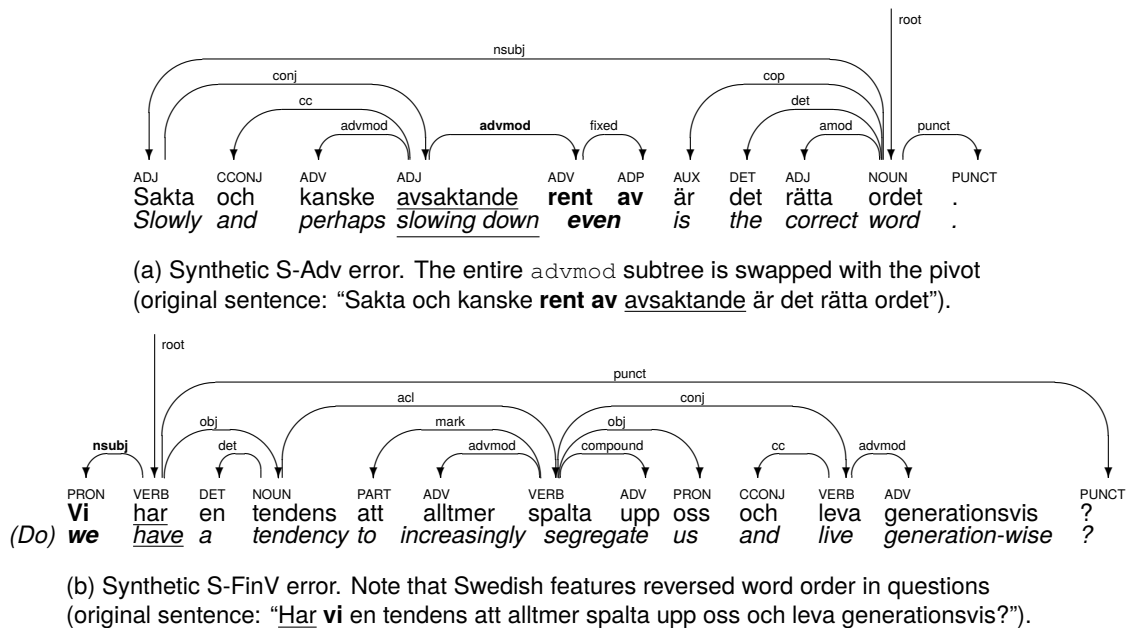 root
nsubj
conj cop
cc det
advmod advmod fixed amod punct
ADJ CCONJ ADV ADJ ADV ADP AUX DET ADJ NOUN PUNCT
Sakta och kanske avsaktande rent av är det rätta ordet .
Slowly and perhaps slowing down even is the correct word .
(a) Synthetic S-Adv error. The entire advmod subtree is swapped with the pivot
(original sentence: “Sakta och kanske rent av avsaktande är det rätta ordet”).
root
punct
acl conj
obj mark obj
nsubj det advmod compound cc advmod
PRON VERB DET NOUN PART ADV VERB ADV PRON CCONJ VERB ADV PUNCT
Vi har en tendens att alltmer spalta upp oss och leva generationsvis ?
(Do) we have a tendency to increasingly segregate us and live generation-wise ?
(b) Synthetic S-FinV error. Note that Swedish features reversed word order in questions
(original sentence: “Har vi en tendens att alltmer spalta upp oss och leva generationsvis?”).